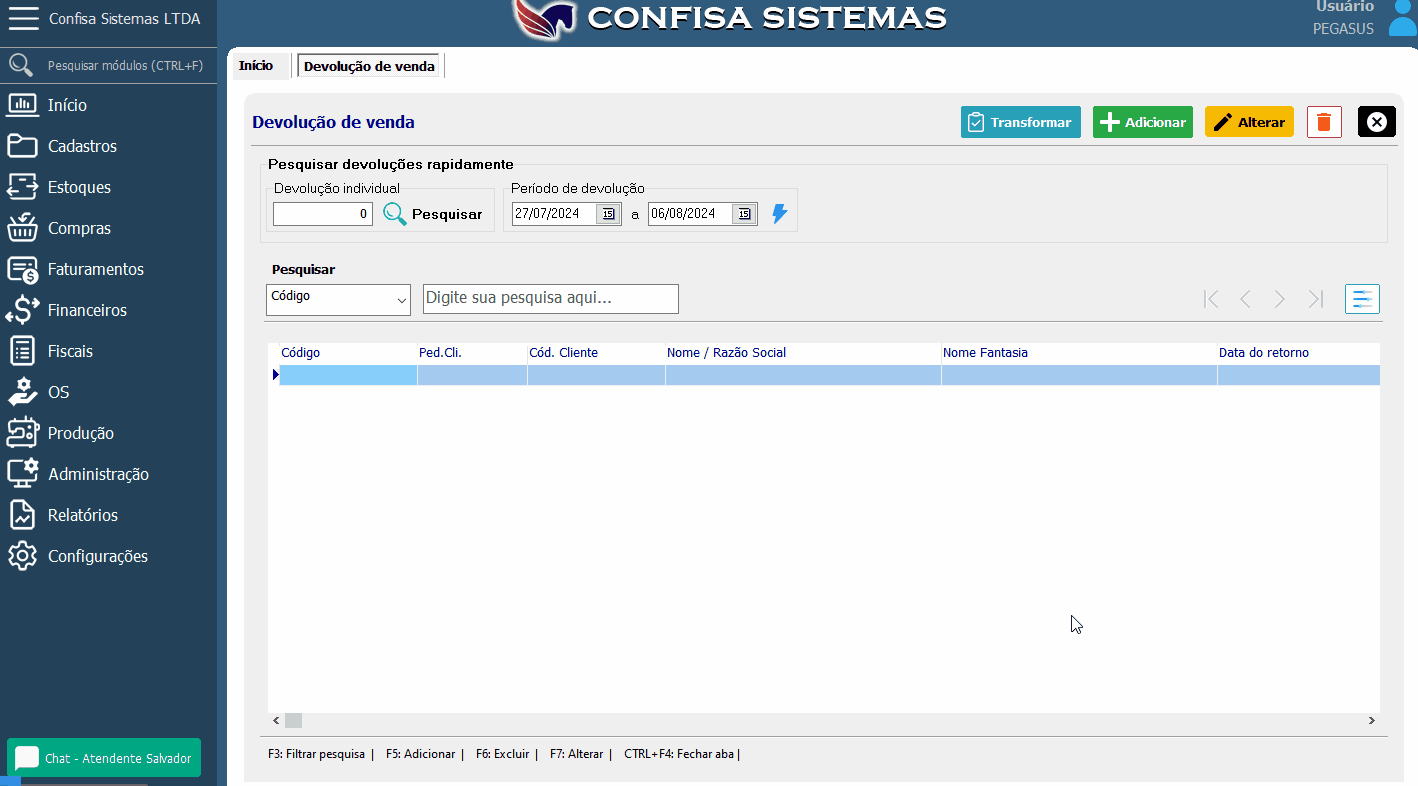 Confisa Sistemas LTDA
CONFISA SISTEMAS
Usuário
PEGASUS
Pesquisar módulos (CTRL+F)
Início
Cadastros
Estoques
Compras
Faturamentos
Financeiros
Fiscais
OS
Produção
Administração
Relatórios
Configurações
Chat - Atendente Salvador
Início
Devolução de venda
Devolução de venda
Transformar
Adicionar
Alterar
Pesquisar devoluções rapidamente
Devolução individual
0
Pesquisar
Período de devolução
27/07/2024
15
a
06/08/2024
15
Pesquisar
Código
Digite sua pesquisa aqui...
Código Ped.Cli. Cód. Cliente Nome / Razão Social Nome Fantasia Data do retorno
F3: Filtrar pesquisa | F5: Adicionar | F6: Excluir | F7: Alterar | CTRL+F4: Fechar aba |